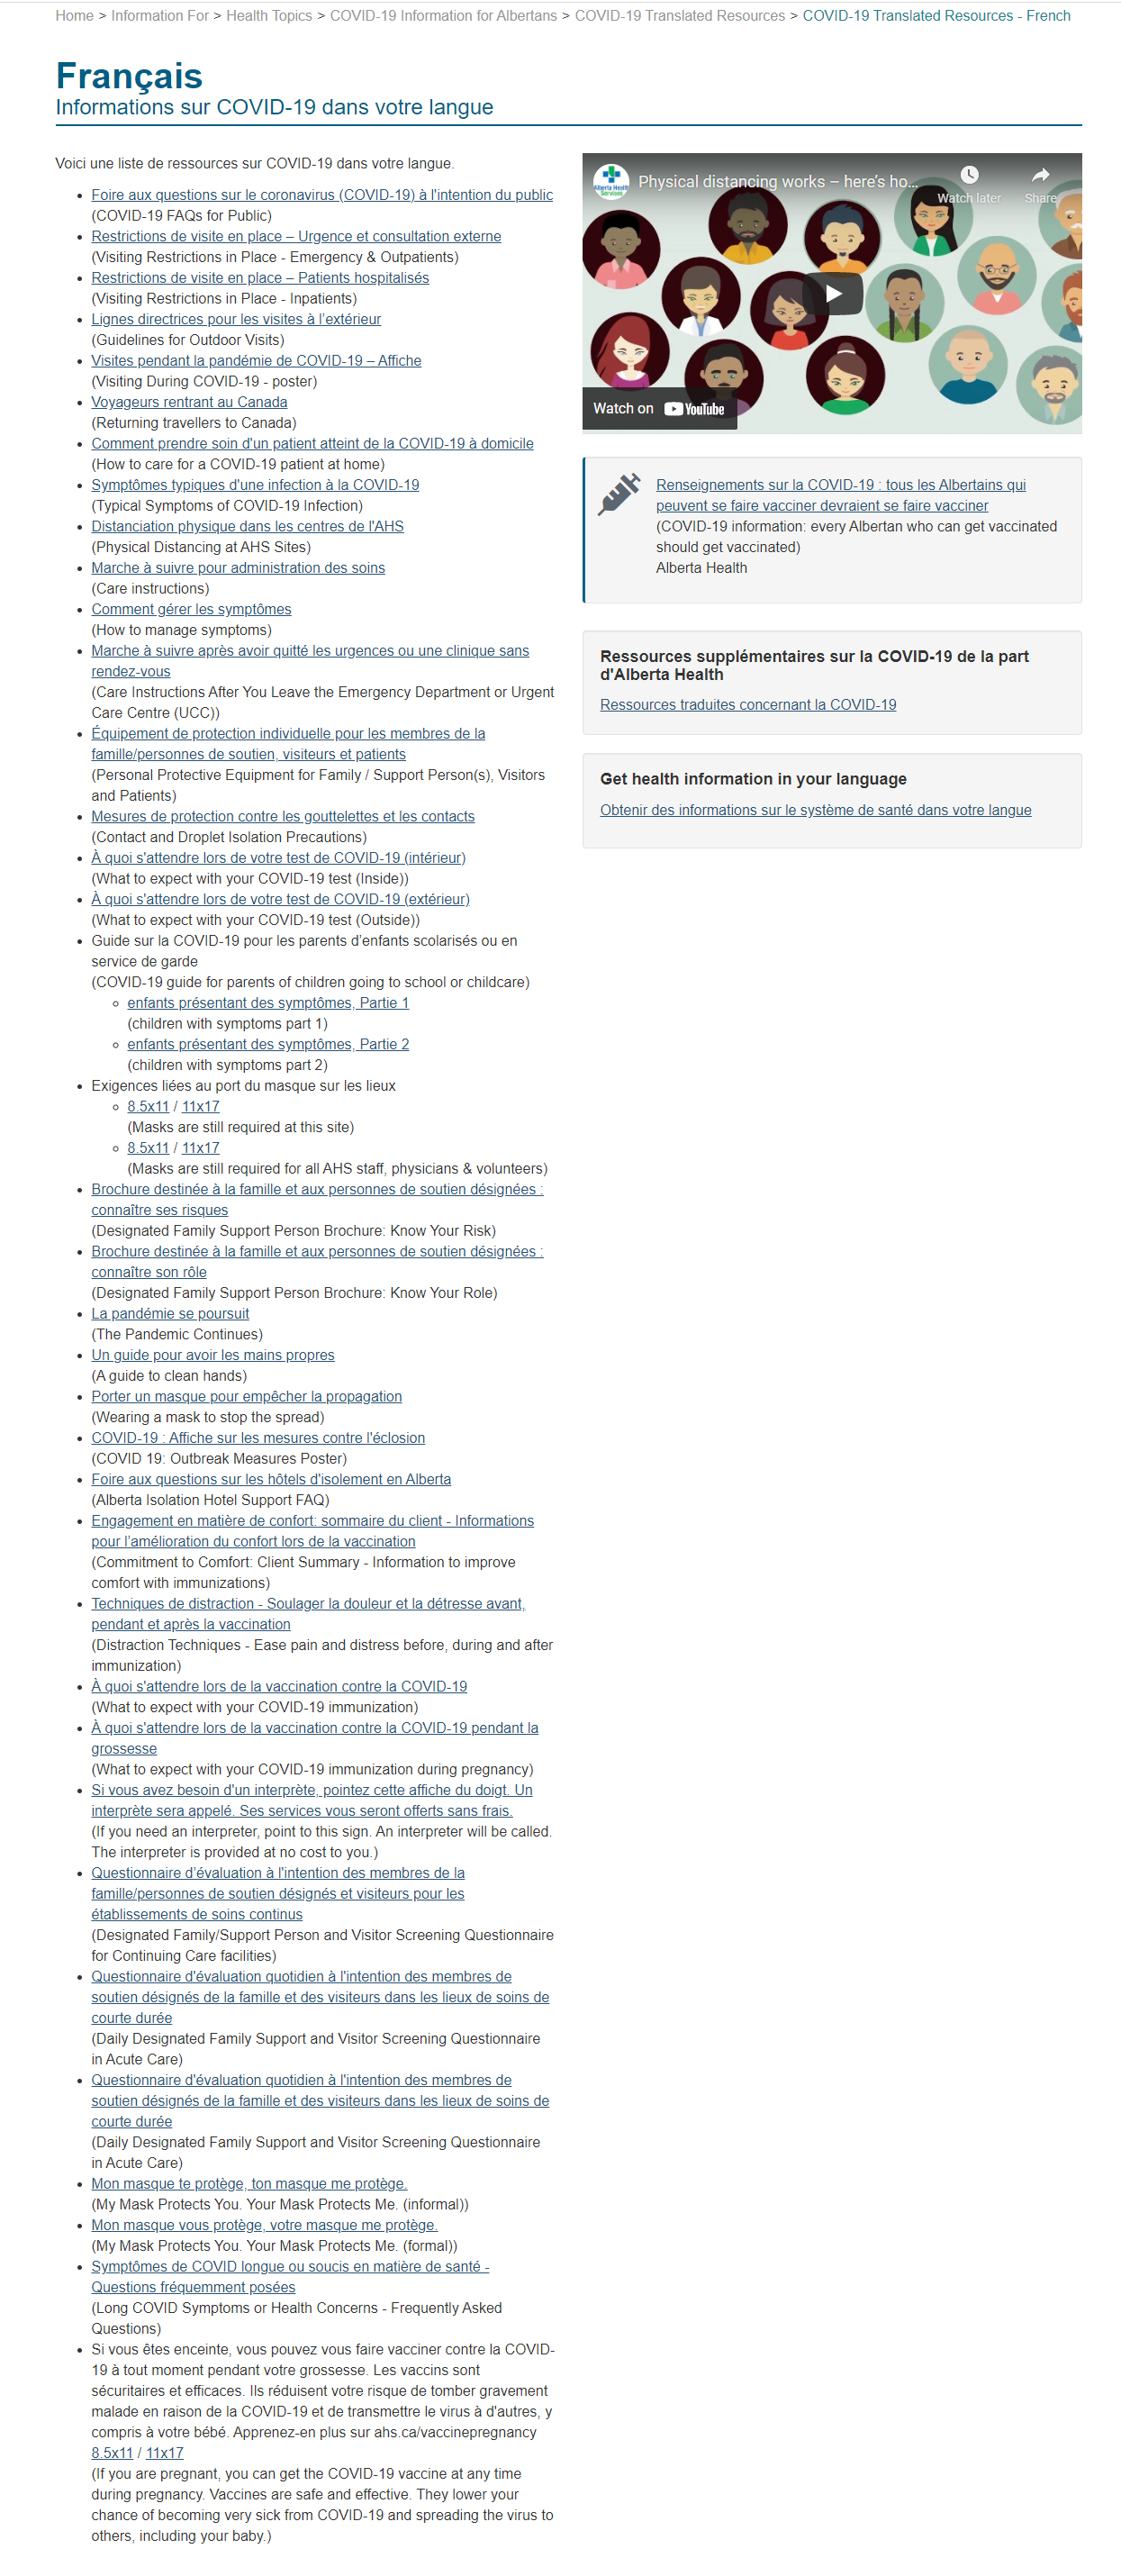 Home > Information For > Health Topics > COVID-19 Information for Albertans > COVID-19 Translated Resources > COVID-19 Translated Resources - French
Français
Informations sur COVID-19 dans votre langue
Voici une liste de ressources sur COVID-19 dans votre langue.
• Foire aux questions sur le coronavirus (COVID-19) à l'intention du public
(COVID-19 FAQs for Public)
• Restrictions de visite en place – Urgence et consultation externe
(Visiting Restrictions in Place - Emergency & Outpatients)
• Restrictions de visite en place – Patients hospitalisés
(Visiting Restrictions in Place - Inpatients)
• Lignes directrices pour les visites à l’extérieur
(Guidelines for Outdoor Visits)
• Visites pendant la pandémie de COVID-19 – Affiche
(Visiting During COVID-19 - poster)
• Voyageurs rentrant au Canada
(Returning travellers to Canada)
• Comment prendre soin d'un patient atteint de la COVID-19 à domicile
(How to care for a COVID-19 patient at home)
• Symptômes typiques d'une infection à la COVID-19
(Typical Symptoms of COVID-19 Infection)
• Distanciation physique dans les centres de l'AHS
(Physical Distancing at AHS Sites)
• Marche à suivre pour administration des soins
(Care instructions)
• Comment gérer les symptômes
(How to manage symptoms)
• Marche à suivre après avoir quitté les urgences ou une clinique sans
rendez-vous
(Care Instructions After You Leave the Emergency Department or Urgent
Care Centre (UCC))
• Équipement de protection individuelle pour les membres de la
famille/personnes de soutien, visiteurs et patients
(Personal Protective Equipment for Family / Support Person(s), Visitors
and Patients)
• Mesures de protection contre les gouttelettes et les contacts
(Contact and Droplet Isolation Precautions)
• À quoi s'attendre lors de votre test de COVID-19 (intérieur)
(What to expect with your COVID-19 test (Inside))
• À quoi s'attendre lors de votre test de COVID-19 (extérieur)
(What to expect with your COVID-19 test (Outside))
• Guide sur la COVID-19 pour les parents d’enfants scolarisés ou en
service de garde
(COVID-19 guide for parents of children going to school or childcare)
◦ enfants présentant des symptômes, Partie 1
(children with symptoms part 1)
◦ enfants présentant des symptômes, Partie 2
(children with symptoms part 2)
• Exigences liées au port du masque sur les lieux
◦ 8.5x11 / 11x17
(Masks are still required at this site)
◦ 8.5x11 / 11x17
(Masks are still required for all AHS staff, physicians & volunteers)
• Brochure destinée à la famille et aux personnes de soutien désignées :
connaître ses risques
(Designated Family Support Person Brochure: Know Your Risk)
• Brochure destinée à la famille et aux personnes de soutien désignées :
connaître son rôle
(Designated Family Support Person Brochure: Know Your Role)
• La pandémie se poursuit
(The Pandemic Continues)
• Un guide pour avoir les mains propres
(A guide to clean hands)
• Porter un masque pour empêcher la propagation
(Wearing a mask to stop the spread)
• COVID-19 : Affiche sur les mesures contre l'éclosion
(COVID 19: Outbreak Measures Poster)
• Foire aux questions sur les hôtels d'isolement en Alberta
(Alberta Isolation Hotel Support FAQ)
• Engagement en matière de confort: sommaire du client - Informations
pour l’amélioration du confort lors de la vaccination
(Commitment to Comfort: Client Summary - Information to improve
comfort with immunizations)
• Techniques de distraction - Soulager la douleur et la détresse avant,
pendant et après la vaccination
(Distraction Techniques - Ease pain and distress before, during and after
immunization)
• À quoi s'attendre lors de la vaccination contre la COVID-19
(What to expect with your COVID-19 immunization)
• À quoi s'attendre lors de la vaccination contre la COVID-19 pendant la
grossesse
(What to expect with your COVID-19 immunization during pregnancy)
• Si vous avez besoin d'un interprète, pointez cette affiche du doigt. Un
interprète sera appelé. Ses services vous seront offerts sans frais.
(If you need an interpreter, point to this sign. An interpreter will be called.
The interpreter is provided at no cost to you.)
• Questionnaire d’évaluation à l'intention des membres de la
famille/personnes de soutien désignés et visiteurs pour les
établissements de soins continus
(Designated Family/Support Person and Visitor Screening Questionnaire
for Continuing Care facilities)
• Questionnaire d'évaluation quotidien à l'intention des membres de
soutien désignés de la famille et des visiteurs dans les lieux de soins de
courte durée
(Daily Designated Family Support and Visitor Screening Questionnaire
in Acute Care)
• Questionnaire d'évaluation quotidien à l'intention des membres de
soutien désignés de la famille et des visiteurs dans les lieux de soins de
courte durée
(Daily Designated Family Support and Visitor Screening Questionnaire
in Acute Care)
• Mon masque te protège, ton masque me protège.
(My Mask Protects You. Your Mask Protects Me. (informal))
• Mon masque vous protège, votre masque me protège.
(My Mask Protects You. Your Mask Protects Me. (formal))
• Symptômes de COVID longue ou soucis en matière de santé -
Questions fréquemment posées
(Long COVID Symptoms or Health Concerns - Frequently Asked
Questions)
• Si vous êtes enceinte, vous pouvez vous faire vacciner contre la COVID-
19 à tout moment pendant votre grossesse. Les vaccins sont
sécuritaires et efficaces. Ils réduisent votre risque de tomber gravement
malade en raison de la COVID-19 et de transmettre le virus à d'autres, y
compris à votre bébé. Apprenez-en plus sur ahs.ca/vaccinepregnancy
8.5x11 / 11x17
(If you are pregnant, you can get the COVID-19 vaccine at any time
during pregnancy. Vaccines are safe and effective. They lower your
chance of becoming very sick from COVID-19 and spreading the virus to
others, including your baby.)
Alberta Health Services
Physical distancing works – here’s ho...
Watch later
Share
Watch on YouTube
Renseignements sur la COVID-19 : tous les Albertains qui
peuvent se faire vacciner devraient se faire vacciner
(COVID-19 information: every Albertan who can get vaccinated
should get vaccinated)
Alberta Health
Ressources supplémentaires sur la COVID-19 de la part
d'Alberta Health
Ressources traduites concernant la COVID-19
Get health information in your language
Obtenir des informations sur le système de santé dans votre langue